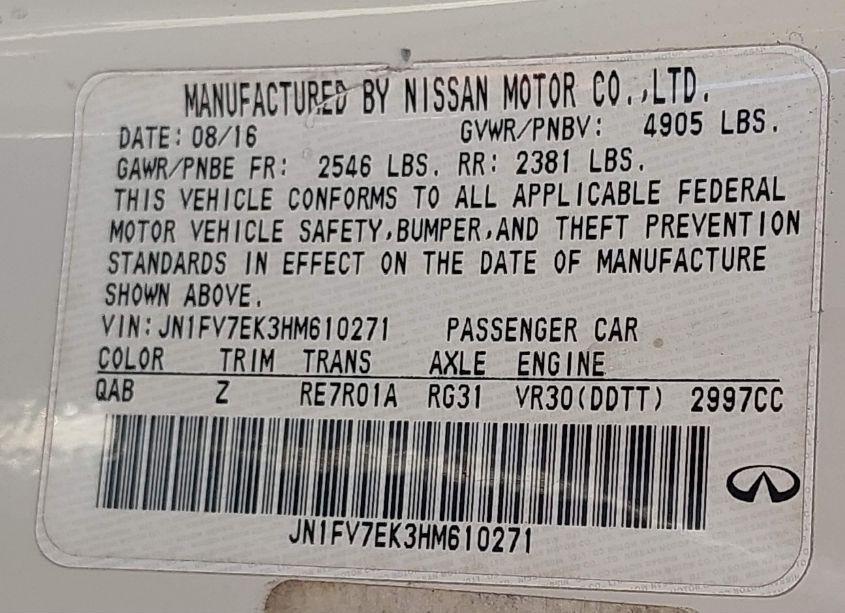 MANUFACTURED BY NISSAN MOTOR CO.,LTD.
DATE: 08/16 GVWR/PNBV: 4905 LBS.
GAWR/PNBE FR: 2546 LBS. RR: 2381 LBS.
THIS VEHICLE CONFORMS TO ALL APPLICABLE FEDERAL
MOTOR VEHICLE SAFETY,BUMPER,AND THEFT PREVENTION
STANDARDS IN EFFECT ON THE DATE OF MANUFACTURE
SHOWN ABOVE.
VIN: JN1FV7EK3HM610271 PASSENGER CAR
COLOR TRIM TRANS AXLE ENGINE
QAB Z RE7R01A RG31 VR30(DDTT) 2997CC
JN1FV7EK3HM610271